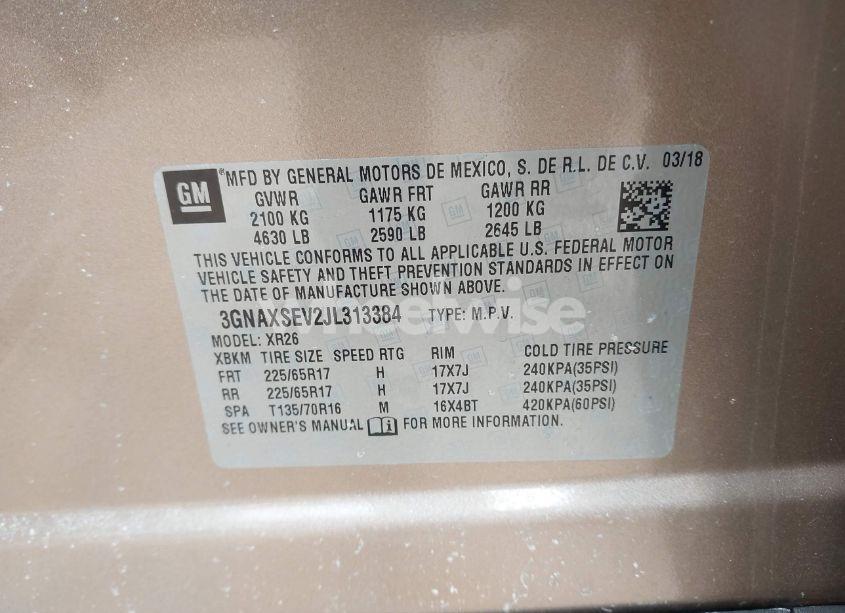 GM
®MFD BY GENERAL MOTORS DE MEXICO, S. DE R.L. DE C.V. 03/18
GVWR GAWR FRT GAWR RR
2100 KG 1175 KG 1200 KG
4630 LB 2590 LB 2645 LB
THIS VEHICLE CONFORMS TO ALL APPLICABLE U.S. FEDERAL MOTOR
VEHICLE SAFETY AND THEFT PREVENTION STANDARDS IN EFFECT ON
THE DATE OF MANUFACTURE SHOWN ABOVE.
3GNAXSEV2JL313384 TYPE: M.P.V.
MODEL: XR26
XBKM TIRE SIZE SPEED RTG RIM COLD TIRE PRESSURE
FRT 225/65R17 H 17X7J 240KPA(35PSI)
RR 225/65R17 H 17X7J 240KPA(35PSI)
SPA T135/70R16 M 16X4BT 420KPA(60PSI)
SEE OWNER'S MANUAL FOR MORE INFORMATION.
wheelwise